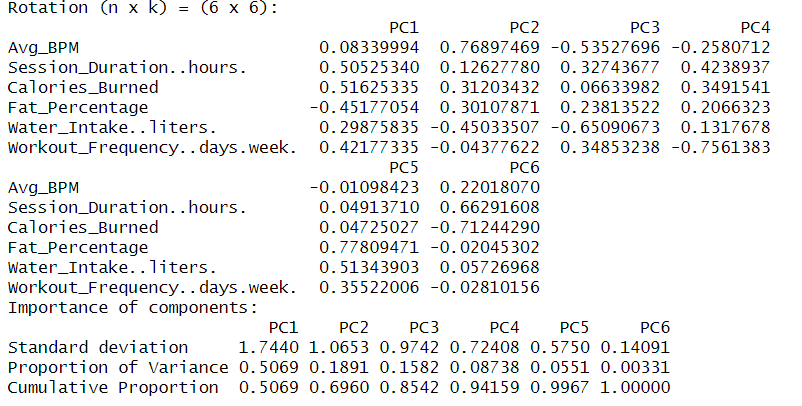 Rotation (n x k) = (6 x 6):
PC1 PC2 PC3 PC4
Avg_BPM 0.08339994 0.76897469 -0.53527696 -0.2580712
Session_Duration..hours. 0.50525340 0.12627780 0.32743677 0.4238937
Calories_Burned 0.51625335 0.31203432 0.06633982 0.3491541
Fat_Percentage -0.45177054 0.30107871 0.23813522 0.2066323
Water_Intake..liters. 0.29875835 -0.45033507 -0.65090673 0.1317678
Workout_Frequency..days.week. 0.42177335 -0.04377622 0.34853238 -0.7561383
PC5 PC6
Avg_BPM -0.01098423 0.22018070
Session_Duration..hours. 0.04913710 0.66291608
Calories_Burned 0.04725027 -0.71244290
Fat_Percentage 0.77809471 -0.02045302
Water_Intake..liters. 0.51343903 0.05726968
Workout_Frequency..days.week. 0.35522006 -0.02810156
Importance of components:
PC1 PC2 PC3 PC4 PC5 PC6
Standard deviation 1.7440 1.0653 0.9742 0.72408 0.5750 0.14091
Proportion of Variance 0.5069 0.1891 0.1582 0.08738 0.0551 0.00331
Cumulative Proportion 0.5069 0.6960 0.8542 0.94159 0.9967 1.00000